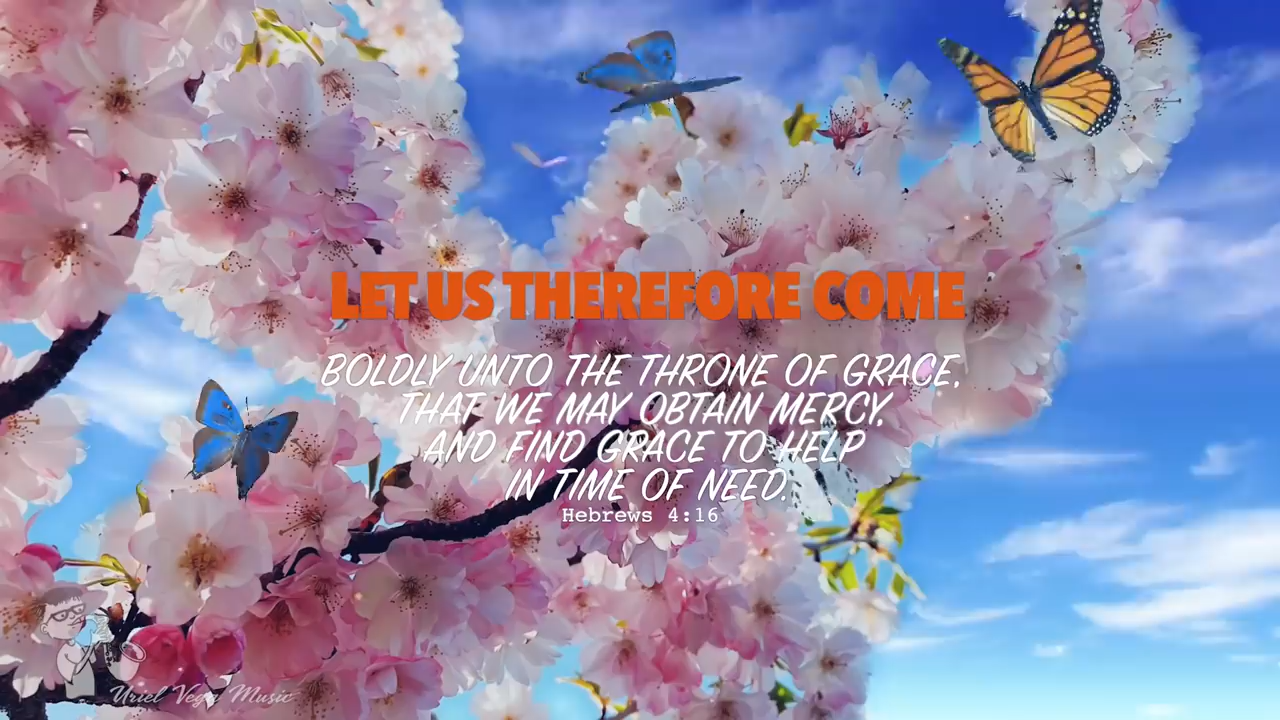 LET US THEREFORE COME
BOLDLY UNTO THE THRONE OF GRACE,
THAT WE MAY OBTAIN MERCY,
AND FIND GRACE TO HELP
IN TIME OF NEED.
Hebrews 4:16
Uriel Vega Music